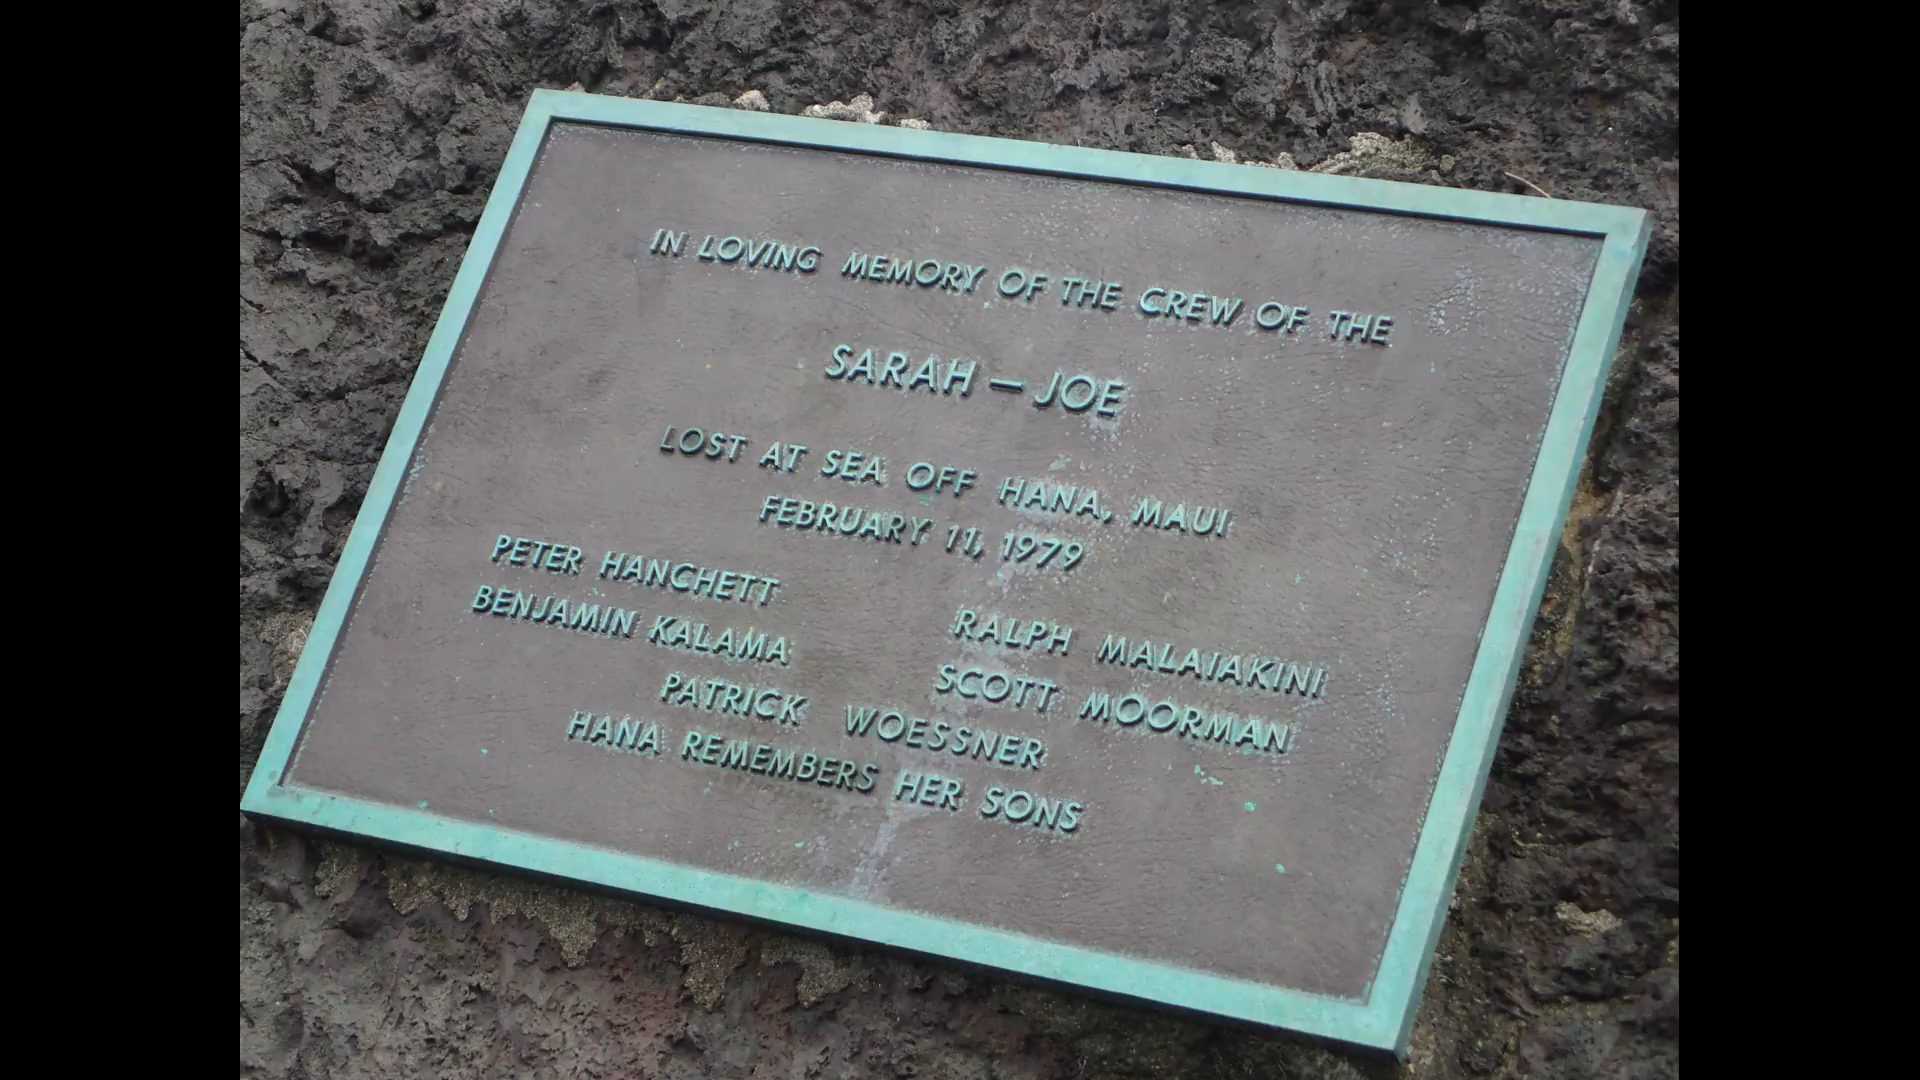 IN LOVING MEMORY OF THE CREW OF THE
SARAH – JOE
LOST AT SEA OFF HANA, MAUI
FEBRUARY 11, 1979
PETER HANCHETT
RALPH MALAIAKINI
BENJAMIN KALAMA
SCOTT MOORMAN
PATRICK WOESSNER
HANA REMEMBERS HER SONS